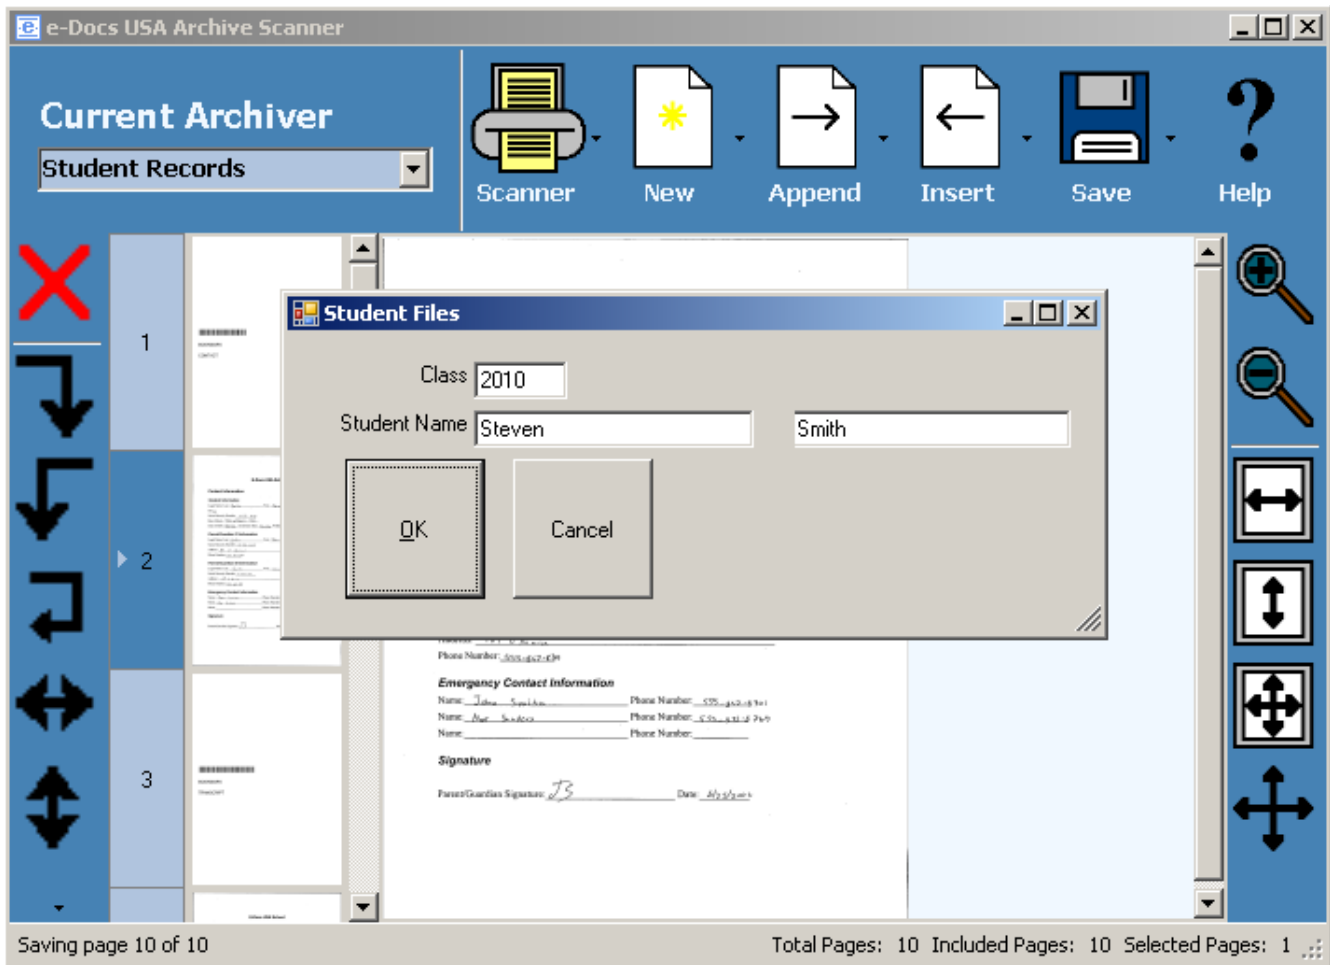 e-Docs USA Archive Scanner
Current Archiver
Student Records
Scanner New Append Insert Save Help
Student Files
Class 2010
Student Name Steven Smith
OK Cancel
1
2
3
Phone Number:
Emergency Contact Information
Name: Phone Number:
Name: Phone Number:
Name: Phone Number:
Signature
Parent/Guardian Signature: JS Date:
Saving page 10 of 10
Total Pages: 10 Included Pages: 10 Selected Pages: 1